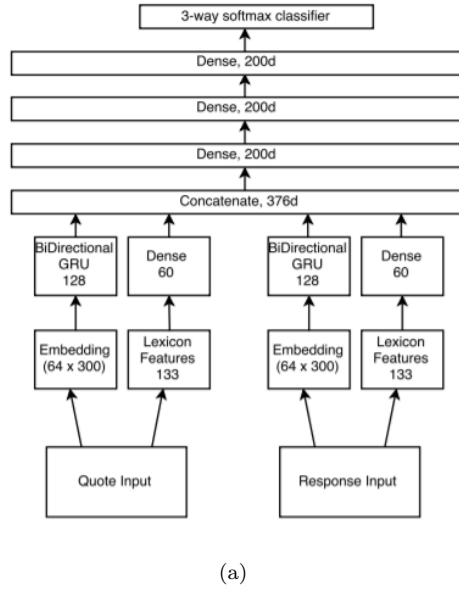 3-way softmax classifier
Dense, 200d
Dense, 200d
Dense, 200d
Concatenate, 376d
BiDirectional
GRU
128
Dense
60
BiDirectional
GRU
128
Dense
60
Embedding
(64 x 300)
Lexicon
Features
133
Embedding
(64 x 300)
Lexicon
Features
133
Quote Input
Response Input
(a)